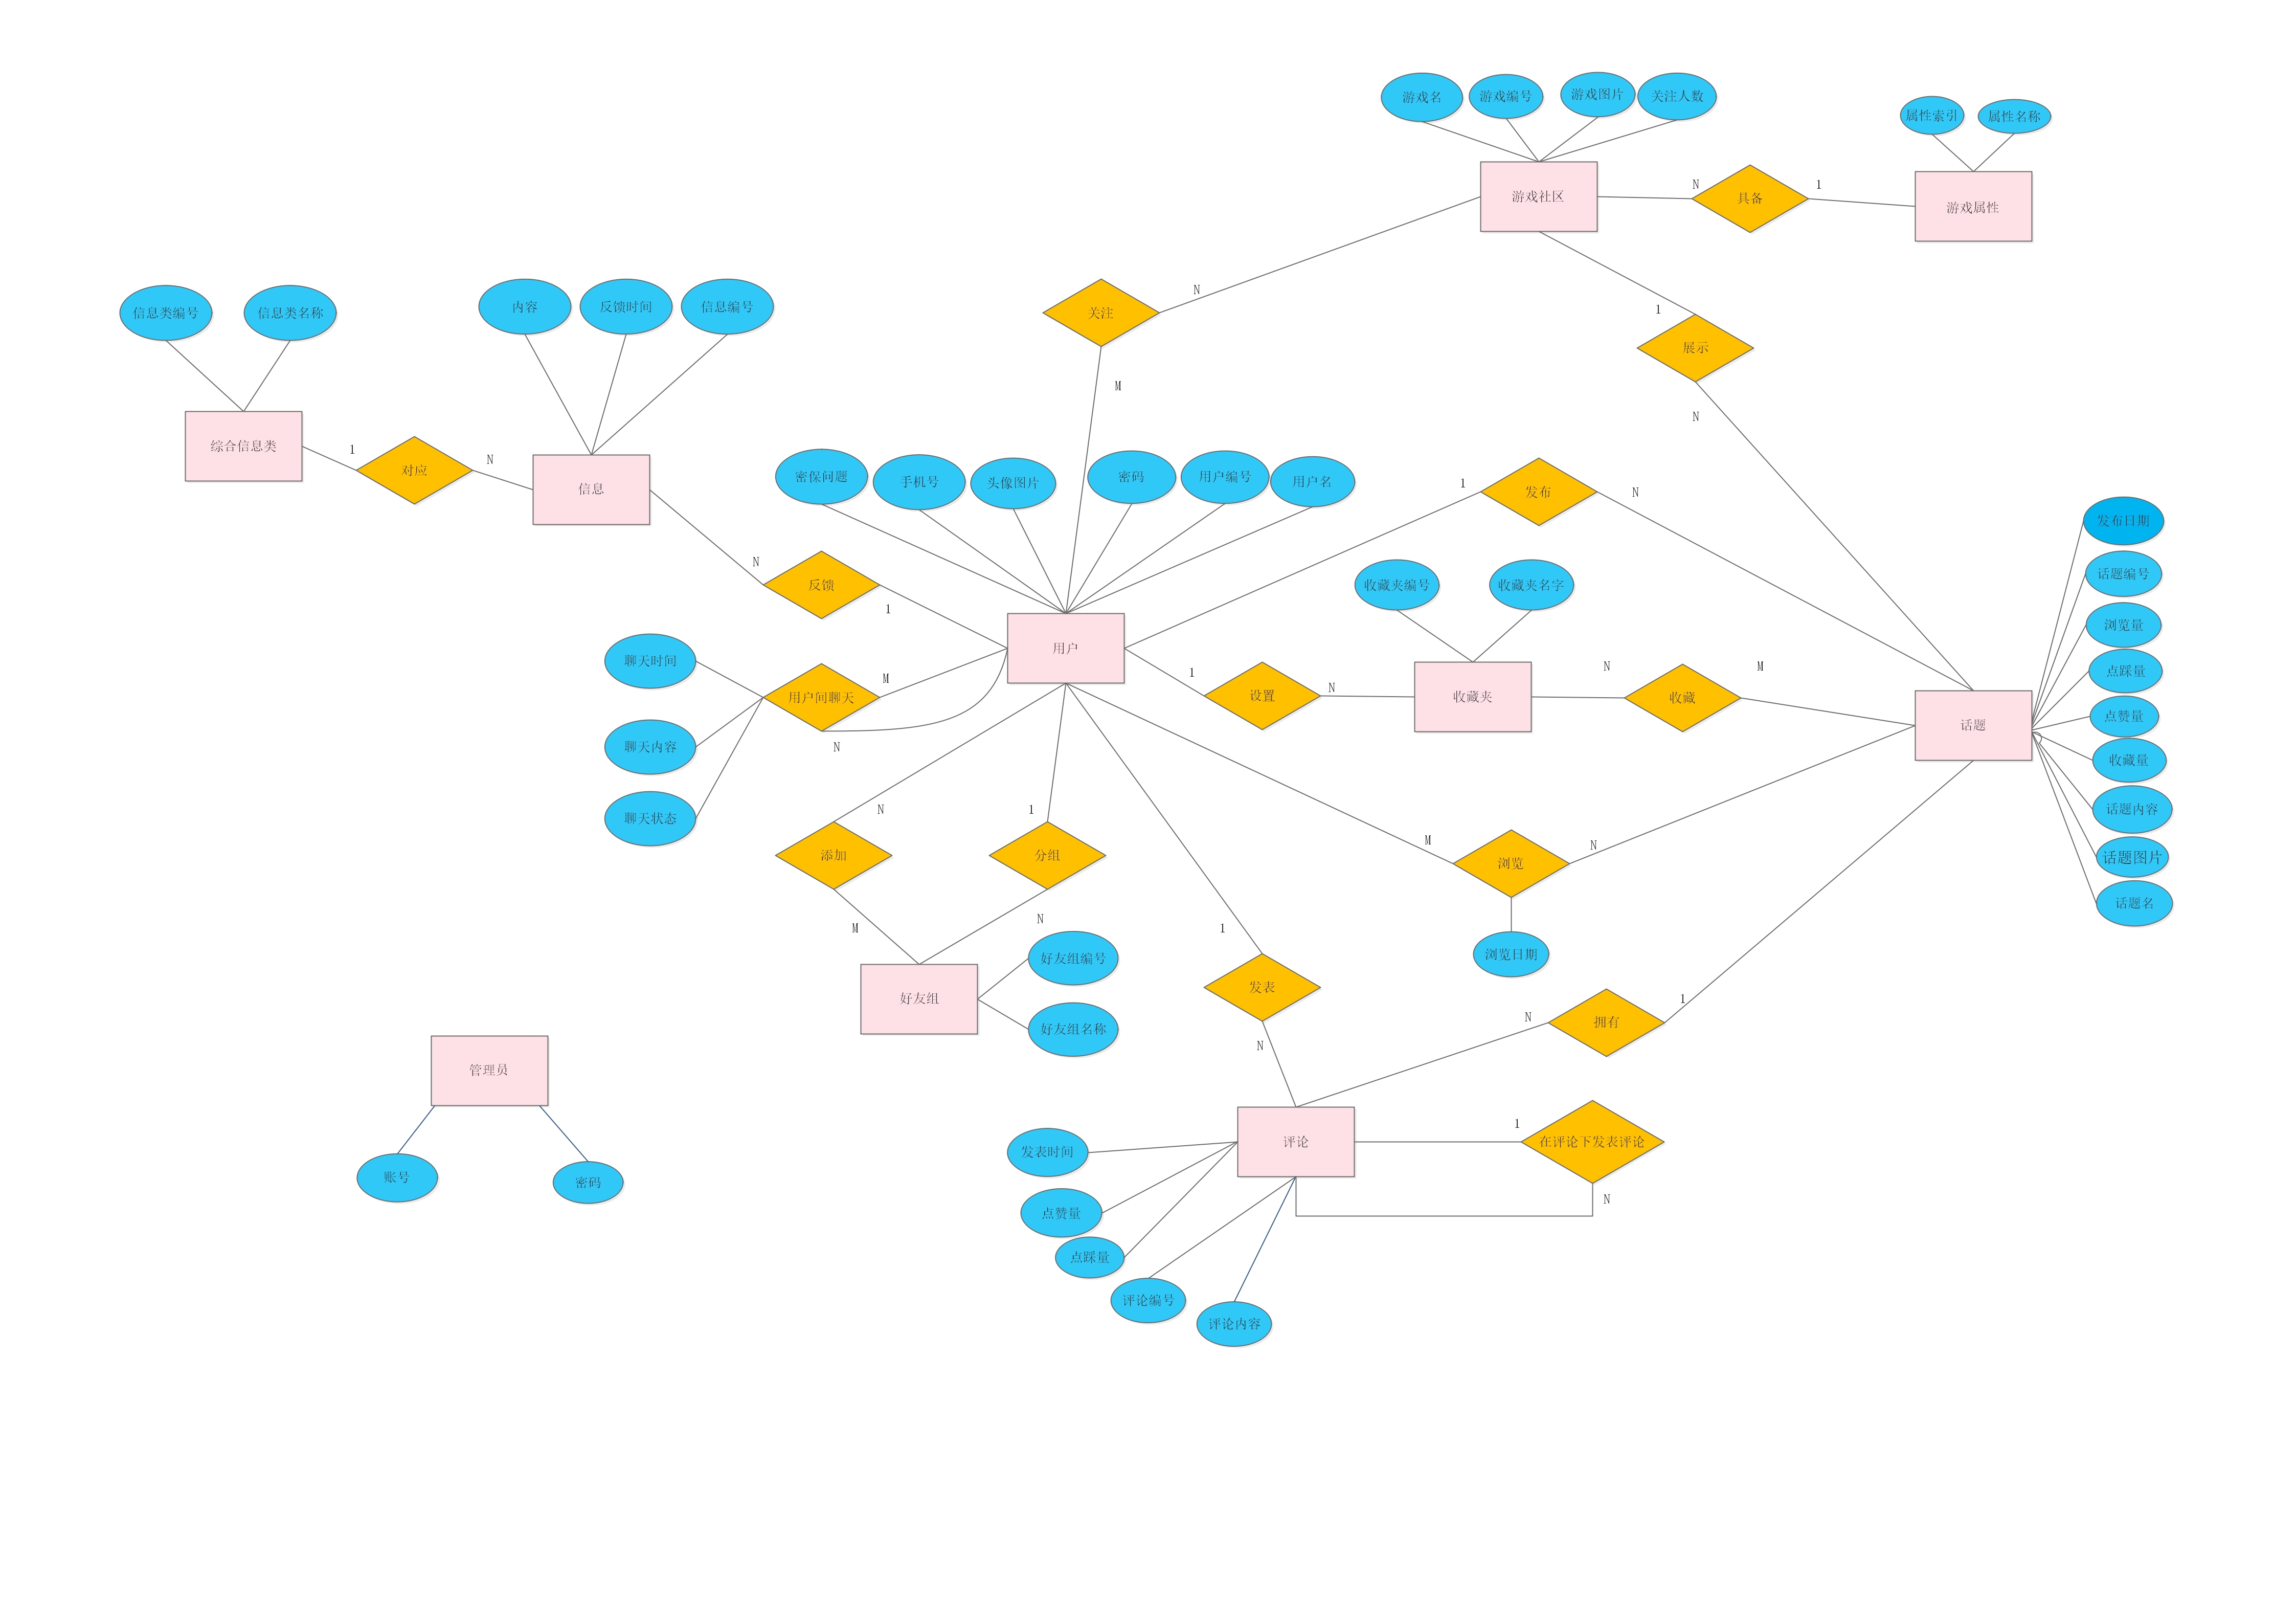 游戏名
游戏编号
游戏图片
关注人数
属性索引
属性名称
游戏社区
N
具备
1
游戏属性
信息类编号
信息类名称
内容
反馈时间
信息编号
关注
N
1
展示
M
N
综合信息类
1
对应
N
信息
密保问题
手机号
头像图片
密码
用户编号
用户名
1
发布
N
发布日期
话题编号
浏览量
点踩量
点赞量
收藏量
话题内容
话题图片
话题名
N
反馈
1
收藏夹编号
收藏夹名字
用户
聊天时间
聊天内容
聊天状态
用户间聊天
M
N
1
设置
N
收藏夹
N
收藏
M
话题
N
添加
M
1
分组
N
M
浏览
N
浏览日期
好友组
好友组编号
好友组名称
1
发表
N
N
拥有
1
管理员
账号
密码
评论
1
在评论下发表评论
N
发表时间
点赞量
点踩量
评论编号
评论内容